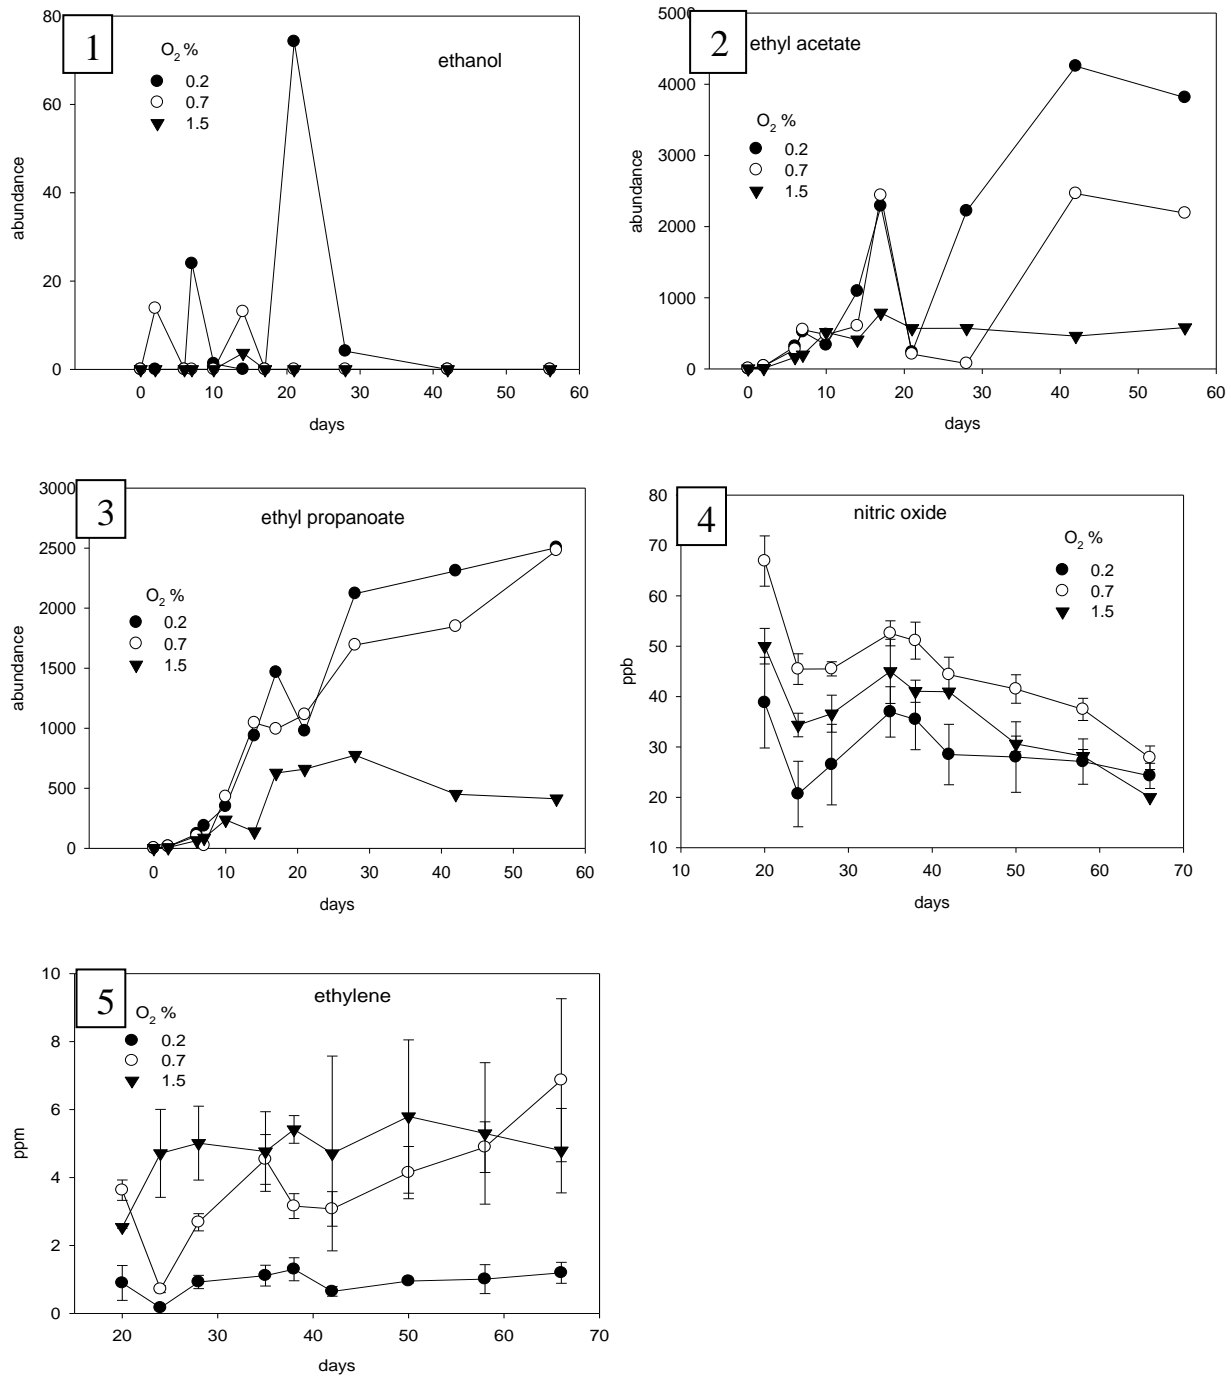 1
ethanol
O2 %
0.2
0.7
1.5
80
60
40
20
0
abundance
0 10 20 30 40 50 60
days
2
ethyl acetate
O2 %
0.2
0.7
1.5
5000
4000
3000
2000
1000
0
abundance
0 10 20 30 40 50 60
days
3
ethyl propanoate
O2 %
0.2
0.7
1.5
3000
2500
2000
1500
1000
500
0
abundance
0 10 20 30 40 50 60
days
4
nitric oxide
O2 %
0.2
0.7
1.5
80
70
60
50
40
30
20
10
ppb
10 20 30 40 50 60 70
days
5
ethylene
O2 %
0.2
0.7
1.5
10
8
6
4
2
0
ppm
20 30 40 50 60 70
days